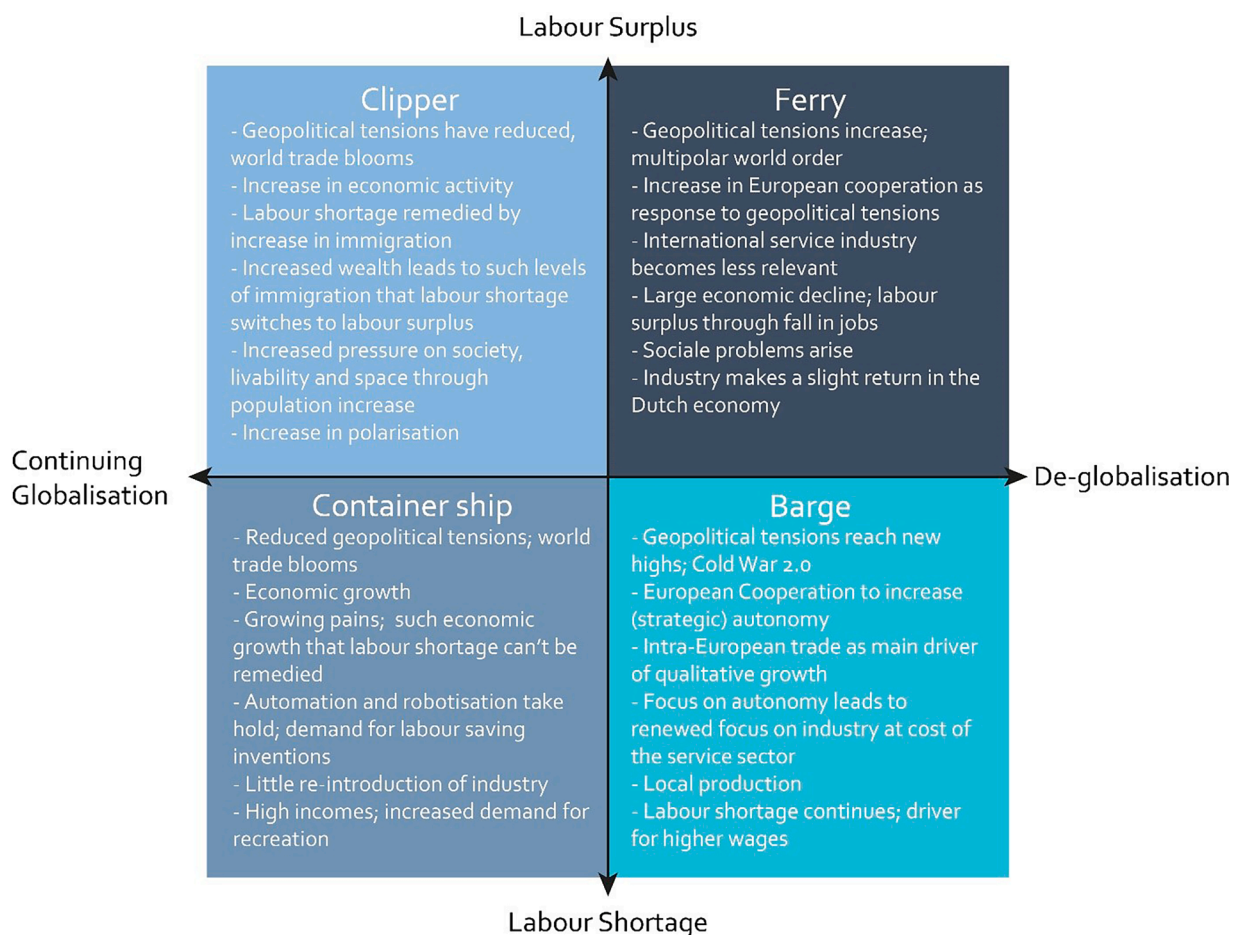 Labour Surplus
Clipper
- Geopolitical tensions have reduced,
world trade blooms
- Increase in economic activity
- Labour shortage remedied by
increase in immigration
- Increased wealth leads to such levels
of immigration that labour shortage
switches to labour surplus
- Increased pressure on society,
livability and space through
population increase
- Increase in polarisation
Ferry
- Geopolitical tensions increase;
multipolar world order
- Increase in European cooperation as
response to geopolitical tensions
- International service industry
becomes less relevant
- Large economic decline; labour
surplus through fall in jobs
- Sociale problems arise
- Industry makes a slight return in the
Dutch economy
Continuing
Globalisation
De-globalisation
Container ship
- Reduced geopolitical tensions; world
trade blooms
- Economic growth
- Growing pains; such economic
growth that labour shortage can't be
remedied
- Automation and robotisation take
hold; demand for labour saving
inventions
- Little re-introduction of industry
- High incomes; increased demand for
recreation
Barge
- Geopolitical tensions reach new
highs; Cold War 2.0
- European Cooperation to increase
(strategic) autonomy
- Intra-European trade as main driver
of qualitative growth
- Focus on autonomy leads to
renewed focus on industry at cost of
the service sector
- Local production
- Labour shortage continues; driver
for higher wages
Labour Shortage